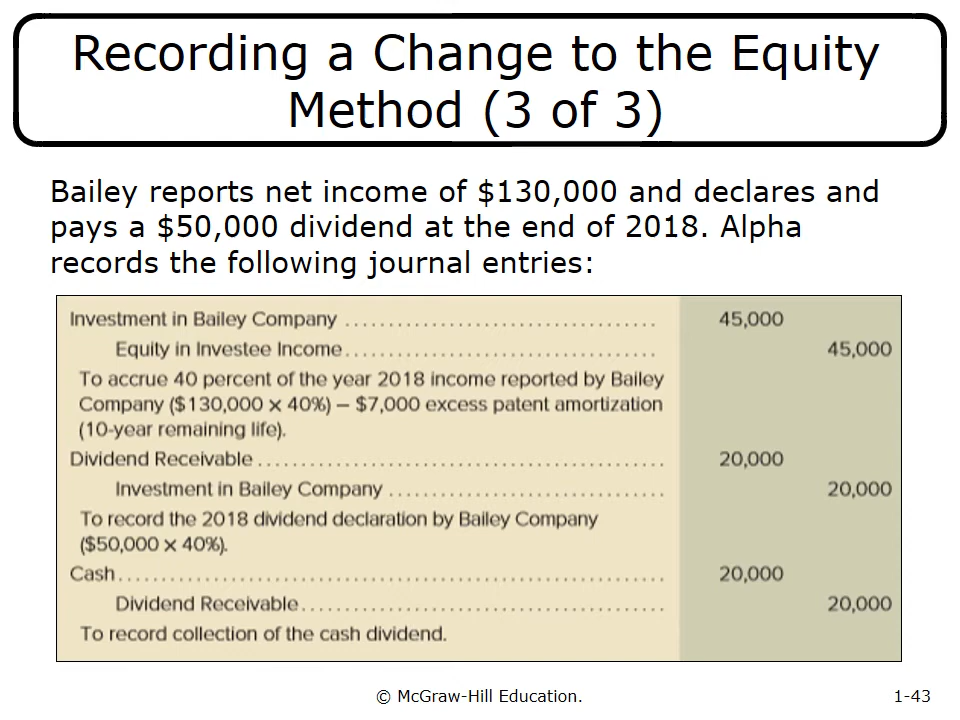 Recording a Change to the Equity
Method (3 of 3)
Bailey reports net income of $130,000 and declares and
pays a $50,000 dividend at the end of 2018. Alpha
records the following journal entries:
Investment in Bailey Company .................................... 45,000
Equity in Investee Income.................................... 45,000
To accrue 40 percent of the year 2018 income reported by Bailey
Company ($130,000 × 40%) – $7,000 excess patent amortization
(10-year remaining life).
Dividend Receivable ............................................... 20,000
Investment in Bailey Company ................................ 20,000
To record the 2018 dividend declaration by Bailey Company
($50,000 × 40%).
Cash............................................................... 20,000
Dividend Receivable.......................................... 20,000
To record collection of the cash dividend.
© McGraw-Hill Education. 1-43